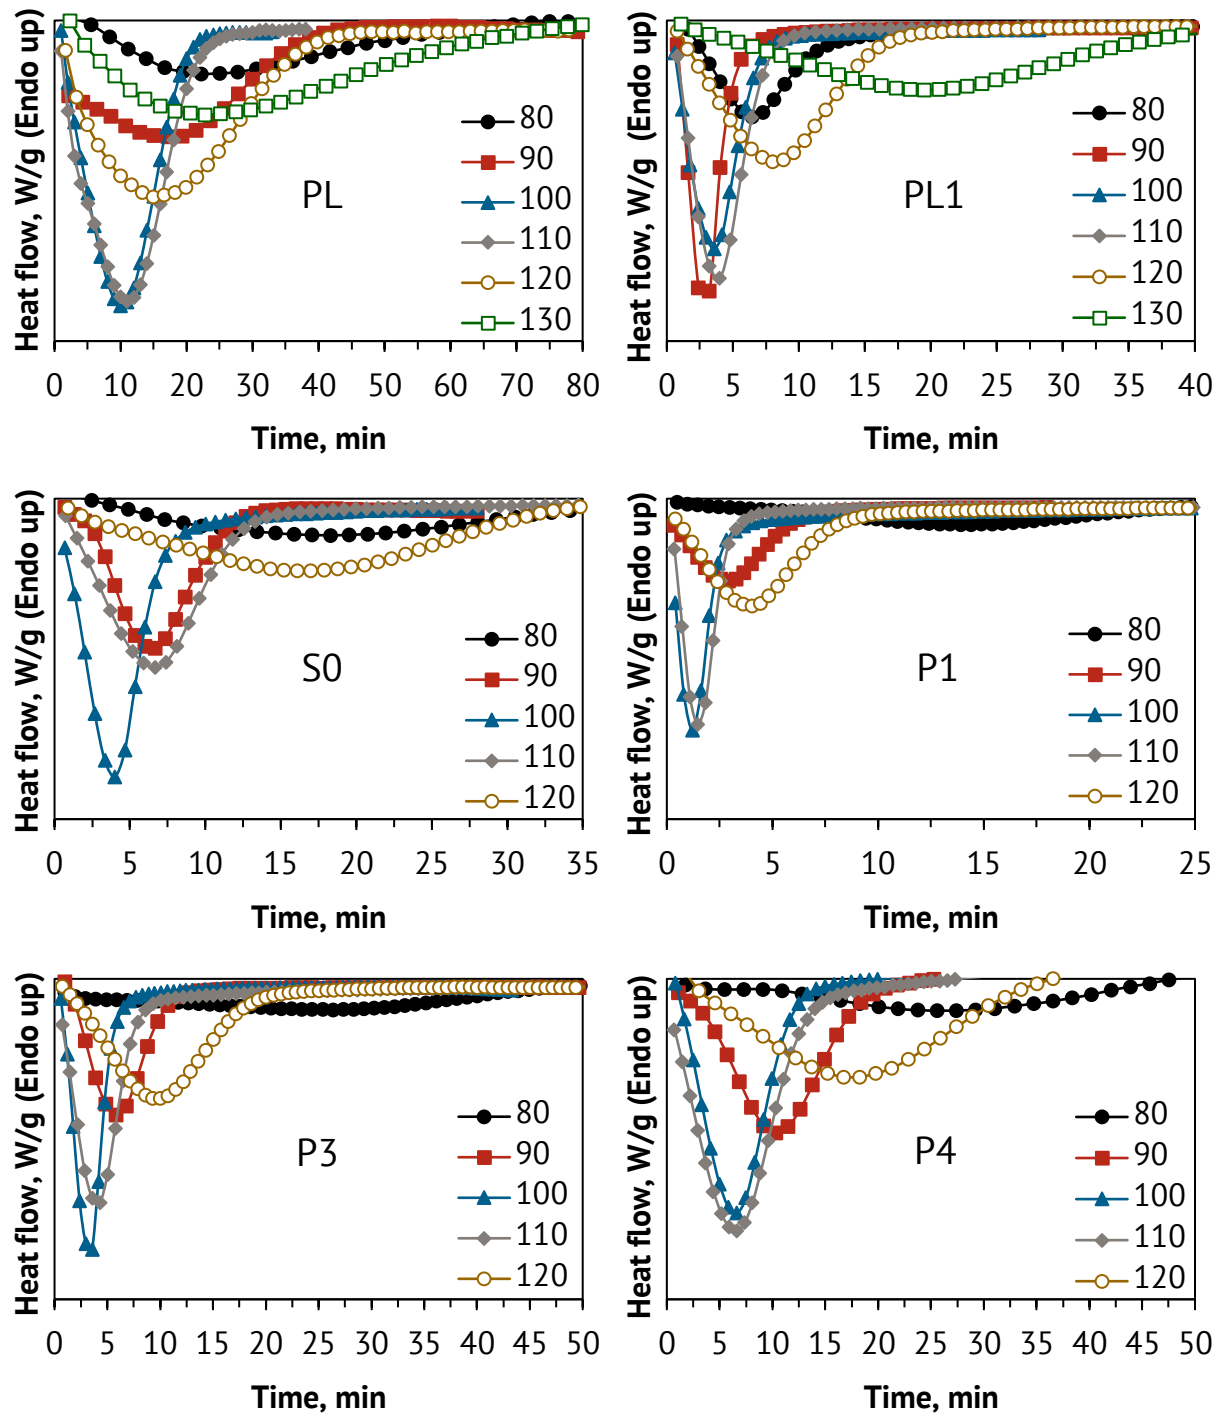 Heat flow, W/g (Endo up)
80
90
100
110
120
130
PL
0 10 20 30 40 50 60 70 80
Time, min
Heat flow, W/g (Endo up)
80
90
100
110
120
130
PL1
0 5 10 15 20 25 30 35 40
Time, min
Heat flow, W/g (Endo up)
80
90
100
110
120
S0
0 5 10 15 20 25 30 35
Time, min
Heat flow, W/g (Endo up)
80
90
100
110
120
P1
0 5 10 15 20 25
Time, min
Heat flow, W/g (Endo up)
80
90
100
110
120
P3
0 5 10 15 20 25 30 35 40 45 50
Time, min
Heat flow, W/g (Endo up)
80
90
100
110
120
P4
0 5 10 15 20 25 30 35 40 45 50
Time, min